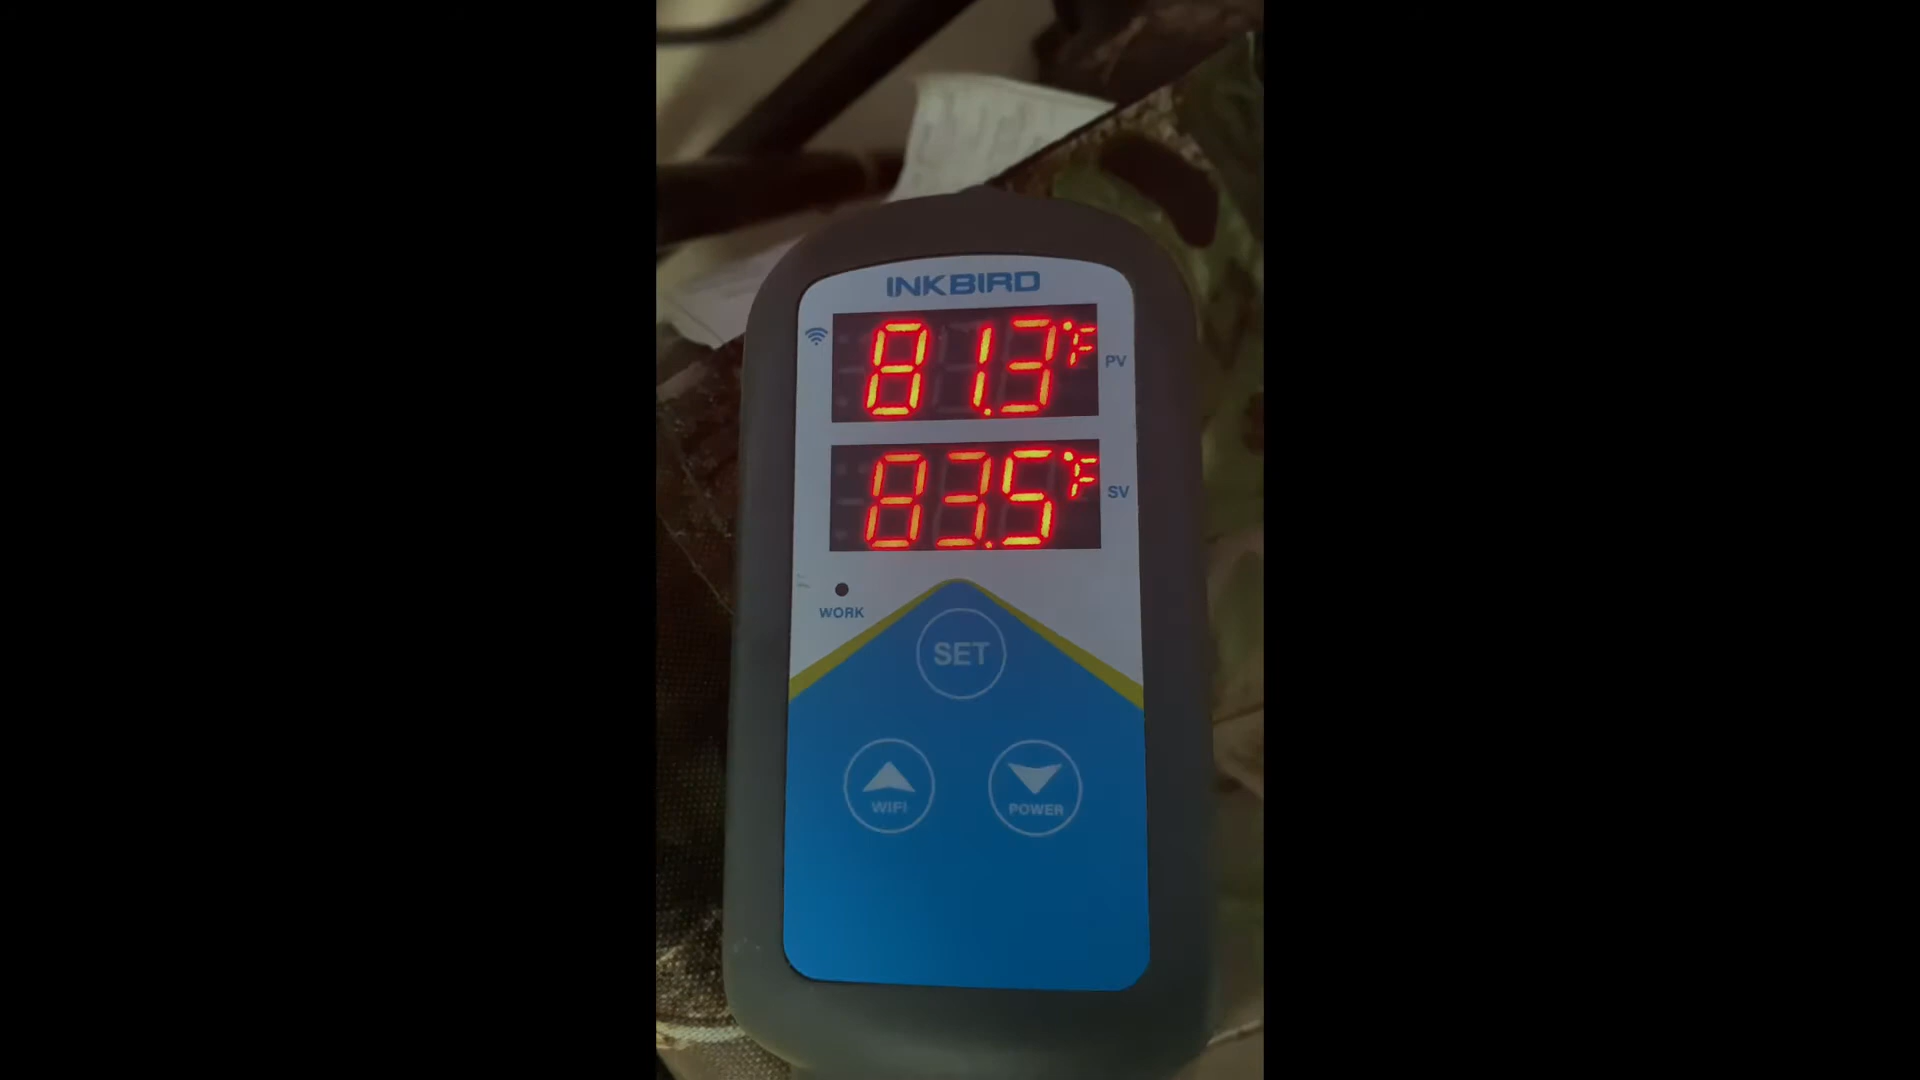 INKBIRD
81.3°F PV
83.5°F SV
WORK
SET
WIFI POWER